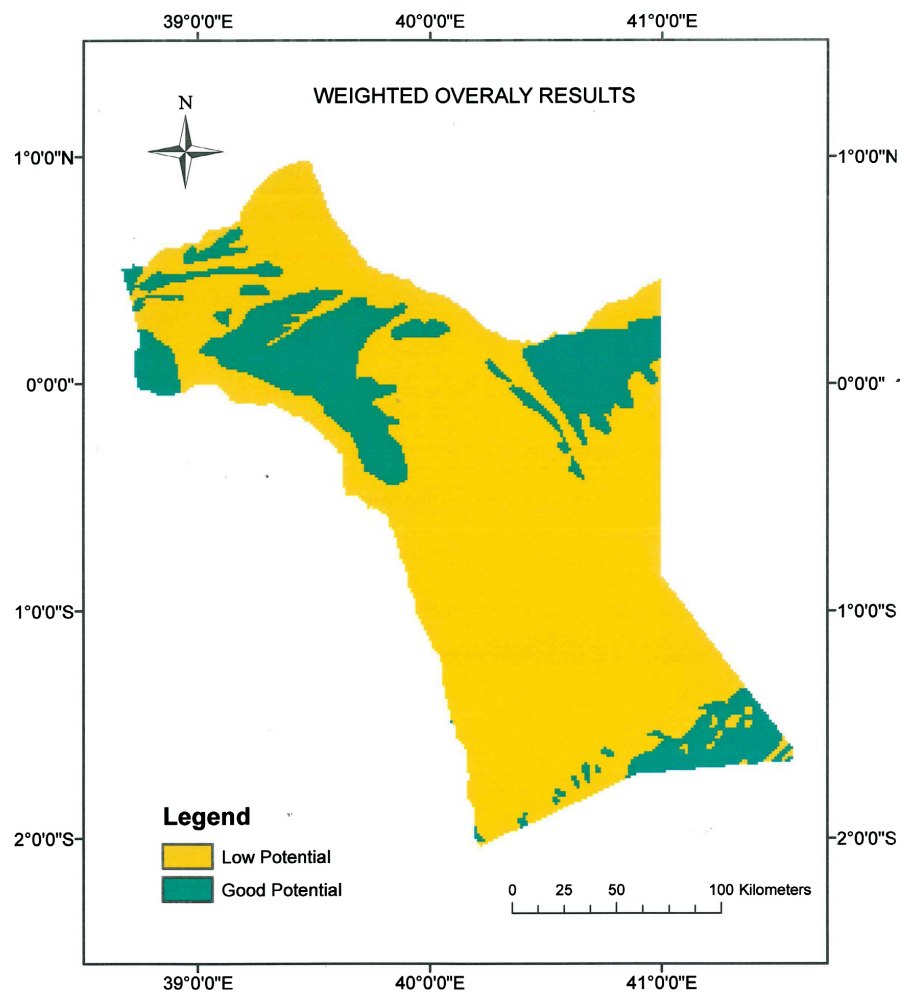 39°0'0"E 40°0'0"E 41°0'0"E
WEIGHTED OVERALY RESULTS
N
1°0'0"N 1°0'0"N
0°0'0" 0°0'0"
1°0'0"S 1°0'0"S
Legend
2°0'0"S 2°0'0"S
Low Potential
Good Potential
0 25 50 100 Kilometers
39°0'0"E 40°0'0"E 41°0'0"E